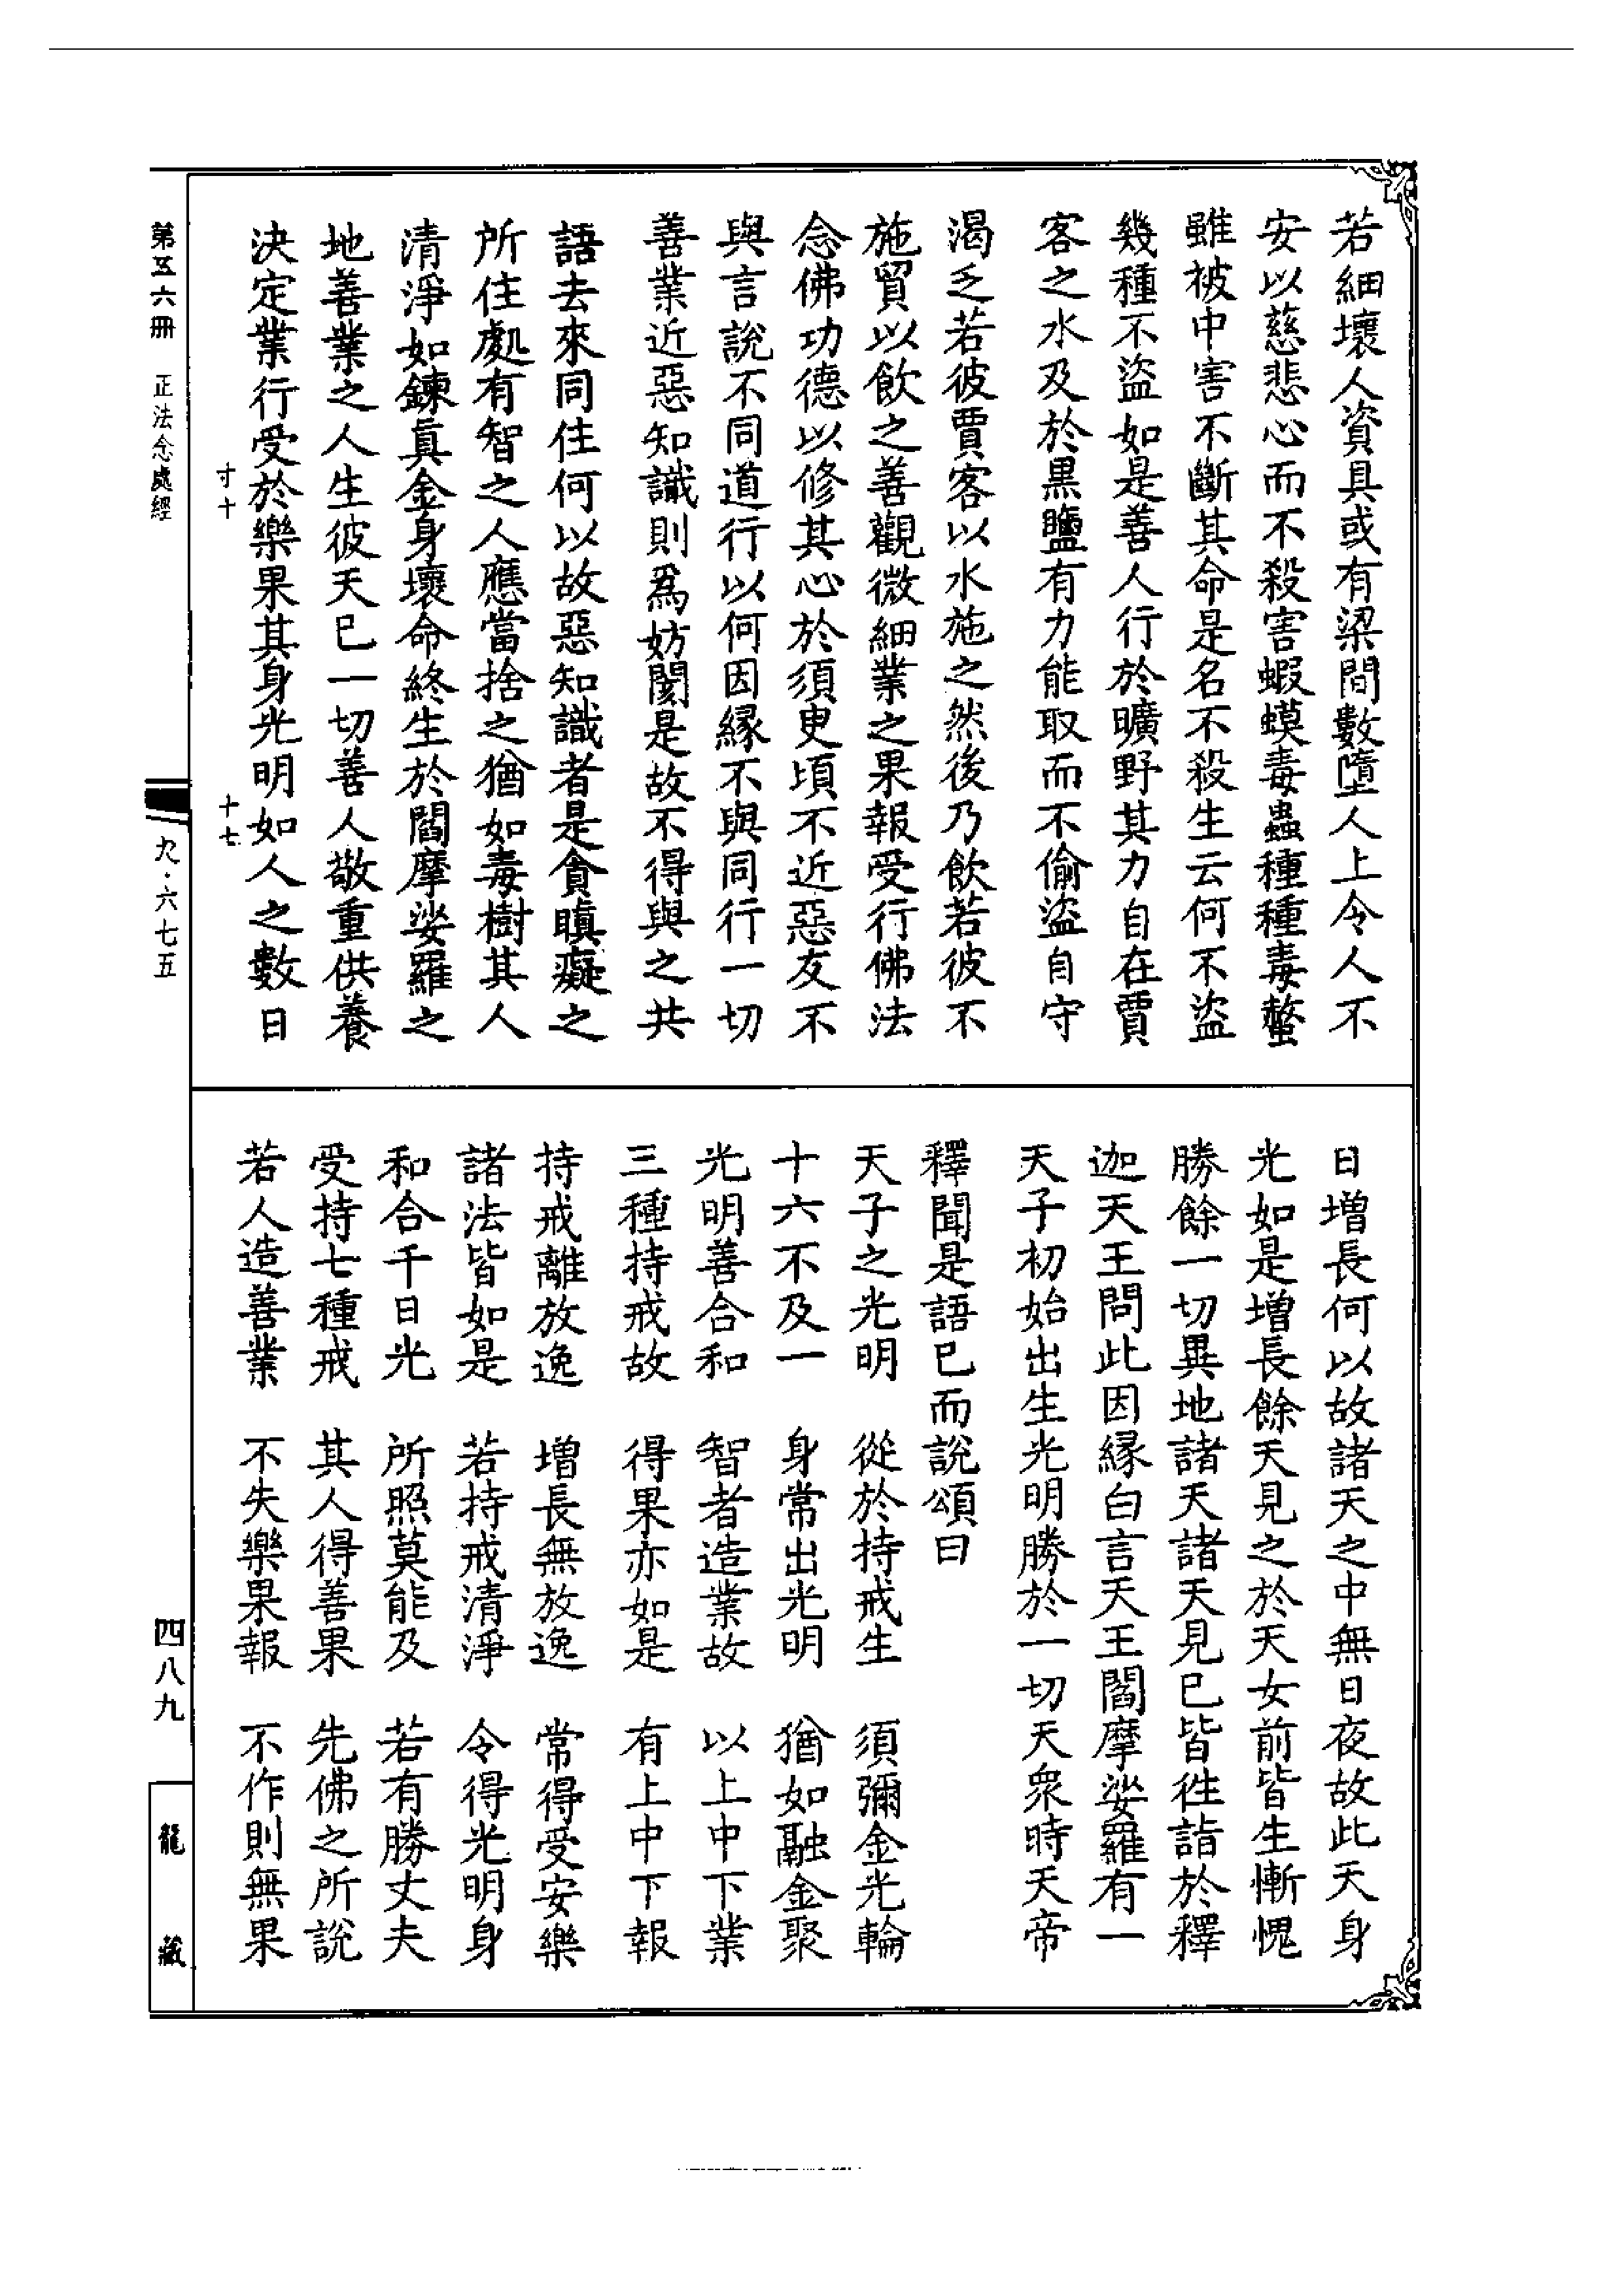 若細壞人資具或有梁間數墮人上令人不
安以慈悲心而不殺害蝦蟆毒蟲種種毒螫
雖被中害不斷其命是名不殺生云何不盜
幾種不盜如是善人行於曠野其力自在賈
客之水及於黒鹽有力能取而不偷盜自守
渴乏若彼賈客以水施之然後乃飲若彼不
施貿以飲之善觀微細業之果報受行佛法
念佛功德以修其心於須臾頃不近惡友不
與言說不同道行以何因緣不與同行一切
善業近惡知識則爲妨閡是故不得與之共
語去來同住何以故惡知識者是貪瞋癡之
所住處有智之人應當捨之猶如毒樹其人
清淨如鍊真金身壞命終生於閻摩娑羅之
地善業之人生彼天已一切善人敬重供養
決定業行受於樂果其身光明如人之數日
日增長何以故諸天之中無日夜故此天身
光如是增長餘天見之於天女前皆生慚愧
勝餘一切異地諸天諸天見已皆往詣於釋
迦天王問此因緣白言天王閻摩娑羅有一
天子初始出生光明勝於一切天衆時天帝
釋聞是語已而說頌曰
天子之光明　從於持戒生　須彌金光輪
十六不及一　身常出光明　猶如融金聚
光明善合和　智者造業故　以上中下業
三種持戒故　得果亦如是　有上中下報
持戒離放逸　增長無放逸　常得受安樂
諸法皆如是　若持戒清淨　令得光明身
和合千日光　所照莫能及　若有勝丈夫
受持七種戒　其人得善果　先佛之所說
若人造善業　不失樂果報　不作則無果
寸十　十七
第五六冊　正法念處經　九·六七五　四八九　龍藏